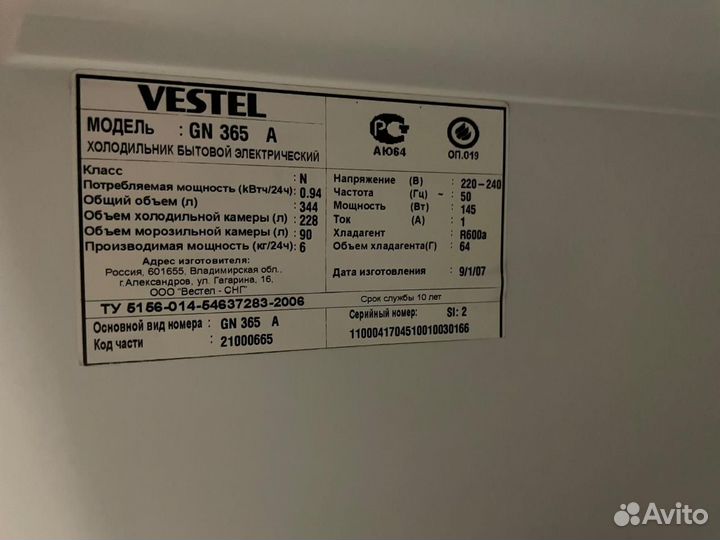 VESTEL
МОДЕЛЬ : GN 365 A
ХОЛОДИЛЬНИК БЫТОВОЙ ЭЛЕКТРИЧЕСКИЙ
РСТ
АЮ64
ОП.019
Класс : N
Потребляемая мощность (kВтч/24ч): 0.94
Общий объем (л) : 344
Объем холодильной камеры (л) : 228
Объем морозильной камеры (л) : 90
Производимая мощность (кг/24ч): 6
Адрес изготовителя:
Россия, 601655, Владимирская обл.,
г.Александров, ул. Гагарина, 16,
ООО "Вестел - СНГ"
ТУ 5156-014-54637283-2006
Основной вид номера : GN 365 A
Код части : 21000665
Напряжение (В) : 220-240
Частота (Гц) ~ : 50
Мощность (Вт) : 145
Ток (А) : 1
Хладагент : R600a
Объем хладагента(Г) : 64
Дата изготовления : 9/1/07
Срок службы 10 лет
Серийный номер: SI: 2
1100041704510010030166
Avito